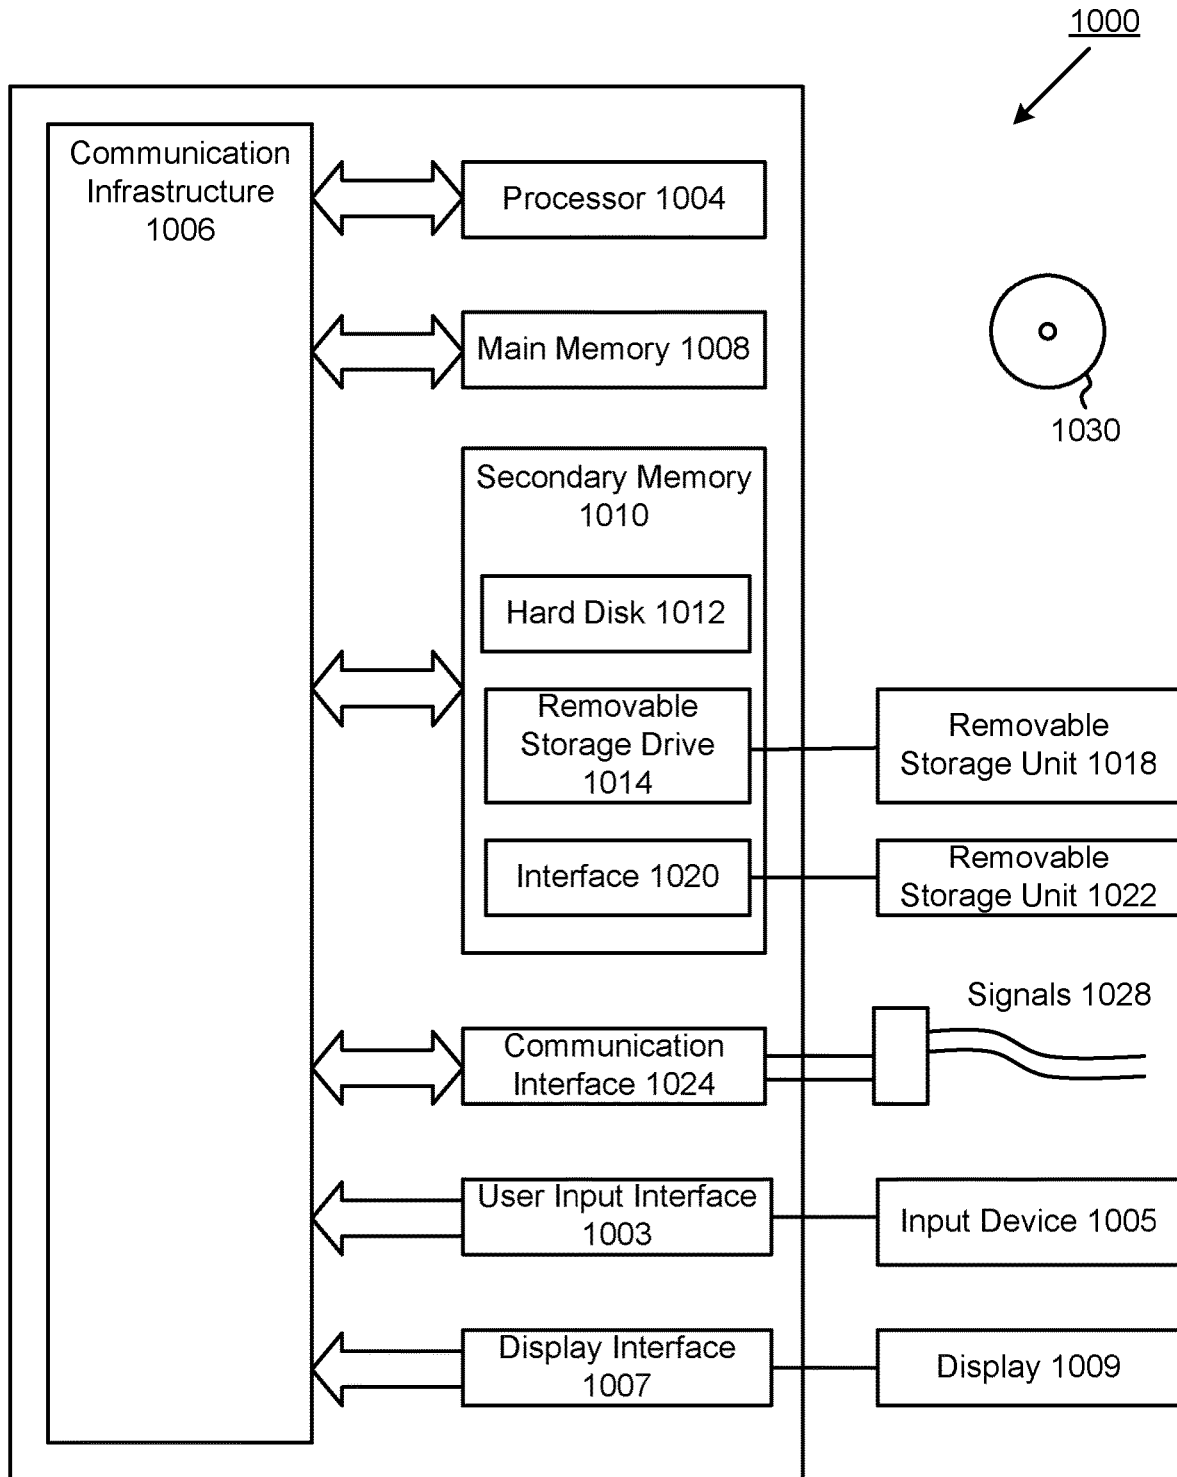 1000
Communication
Infrastructure
1006
Processor 1004
Main Memory 1008
1030
Secondary Memory
1010
Hard Disk 1012
Removable
Storage Drive
1014
Removable
Storage Unit 1018
Interface 1020
Removable
Storage Unit 1022
Signals 1028
Communication
Interface 1024
User Input Interface
1003
Input Device 1005
Display Interface
1007
Display 1009